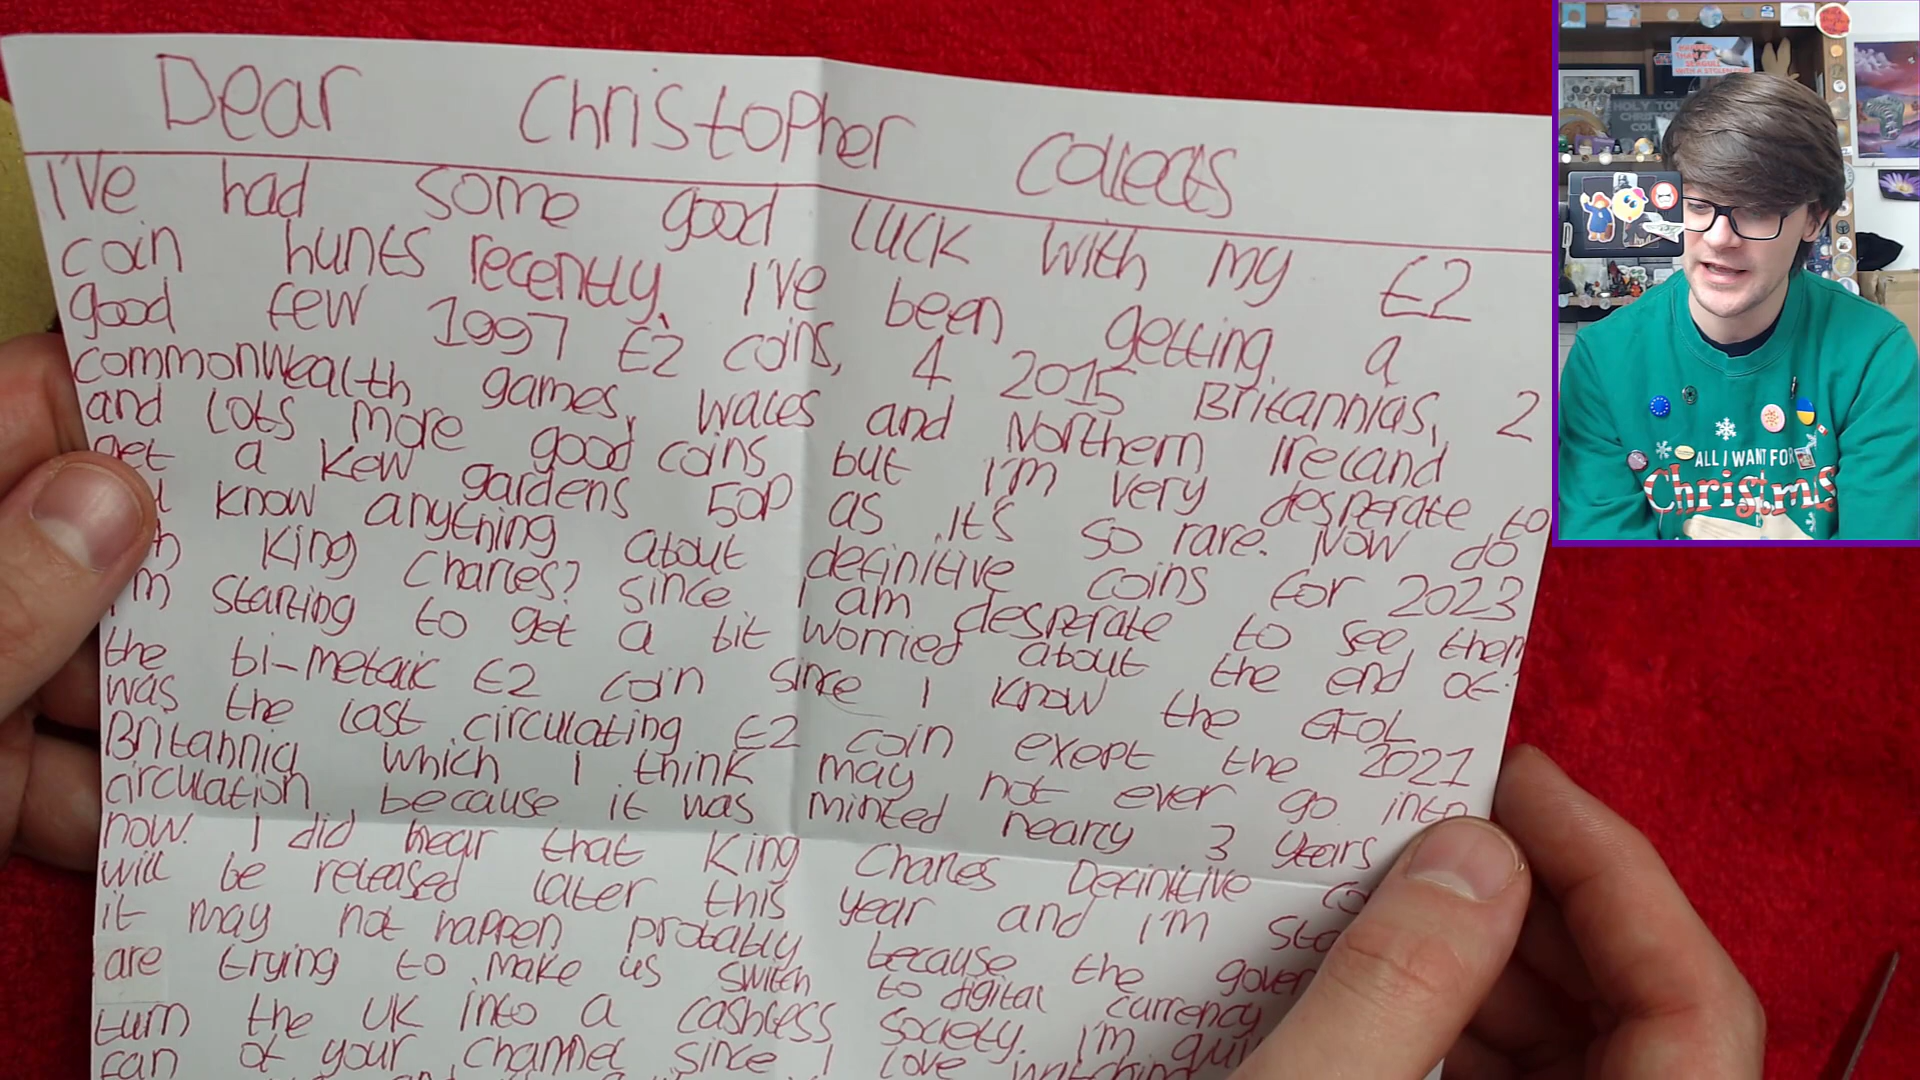 Dear Christopher Collects
I've had some good luck with my £2
coin hunts recently, I've been getting a
good few 1997 £2 coins, 4 2015 Britannias, 2
commonwealth games, Wales and Northern Ireland
and lots more good coins but I'm very desperate to
get a Kew gardens 50p as it's so rare. Now do
know anything about definitive coins for 2023
King Charles? since I am desperate to see them
I'm starting to get a bit worried about the end of
the bi-metalic £2 coin since I know the GFOL
was the last circulating £2 coin exept the 2021
Britannia which I think may not ever go into
circulation because it was minted nearly 3 years
now. I did hear that King Charles Definitive
will be released later this year and I'm
it may not happen probably because the
are trying to make us switch to digital currency
turn the UK into a cashless society. I'm
fan of your channel since I love watching
HOLY
ALL I WANT FOR
Christmas